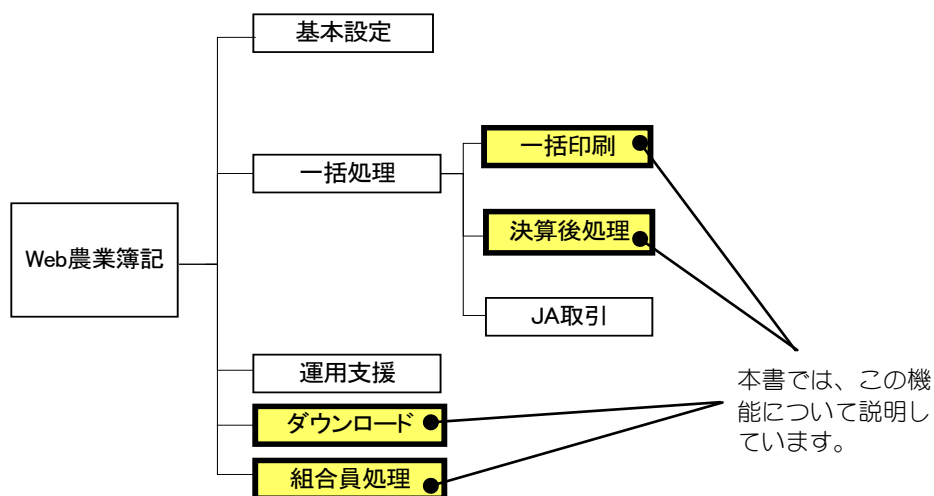 基本設定
一括印刷
一括処理
決算後処理
Web農業簿記
JA取引
運用支援
本書では、この機
能について説明し
ています。
ダウンロード
組合員処理